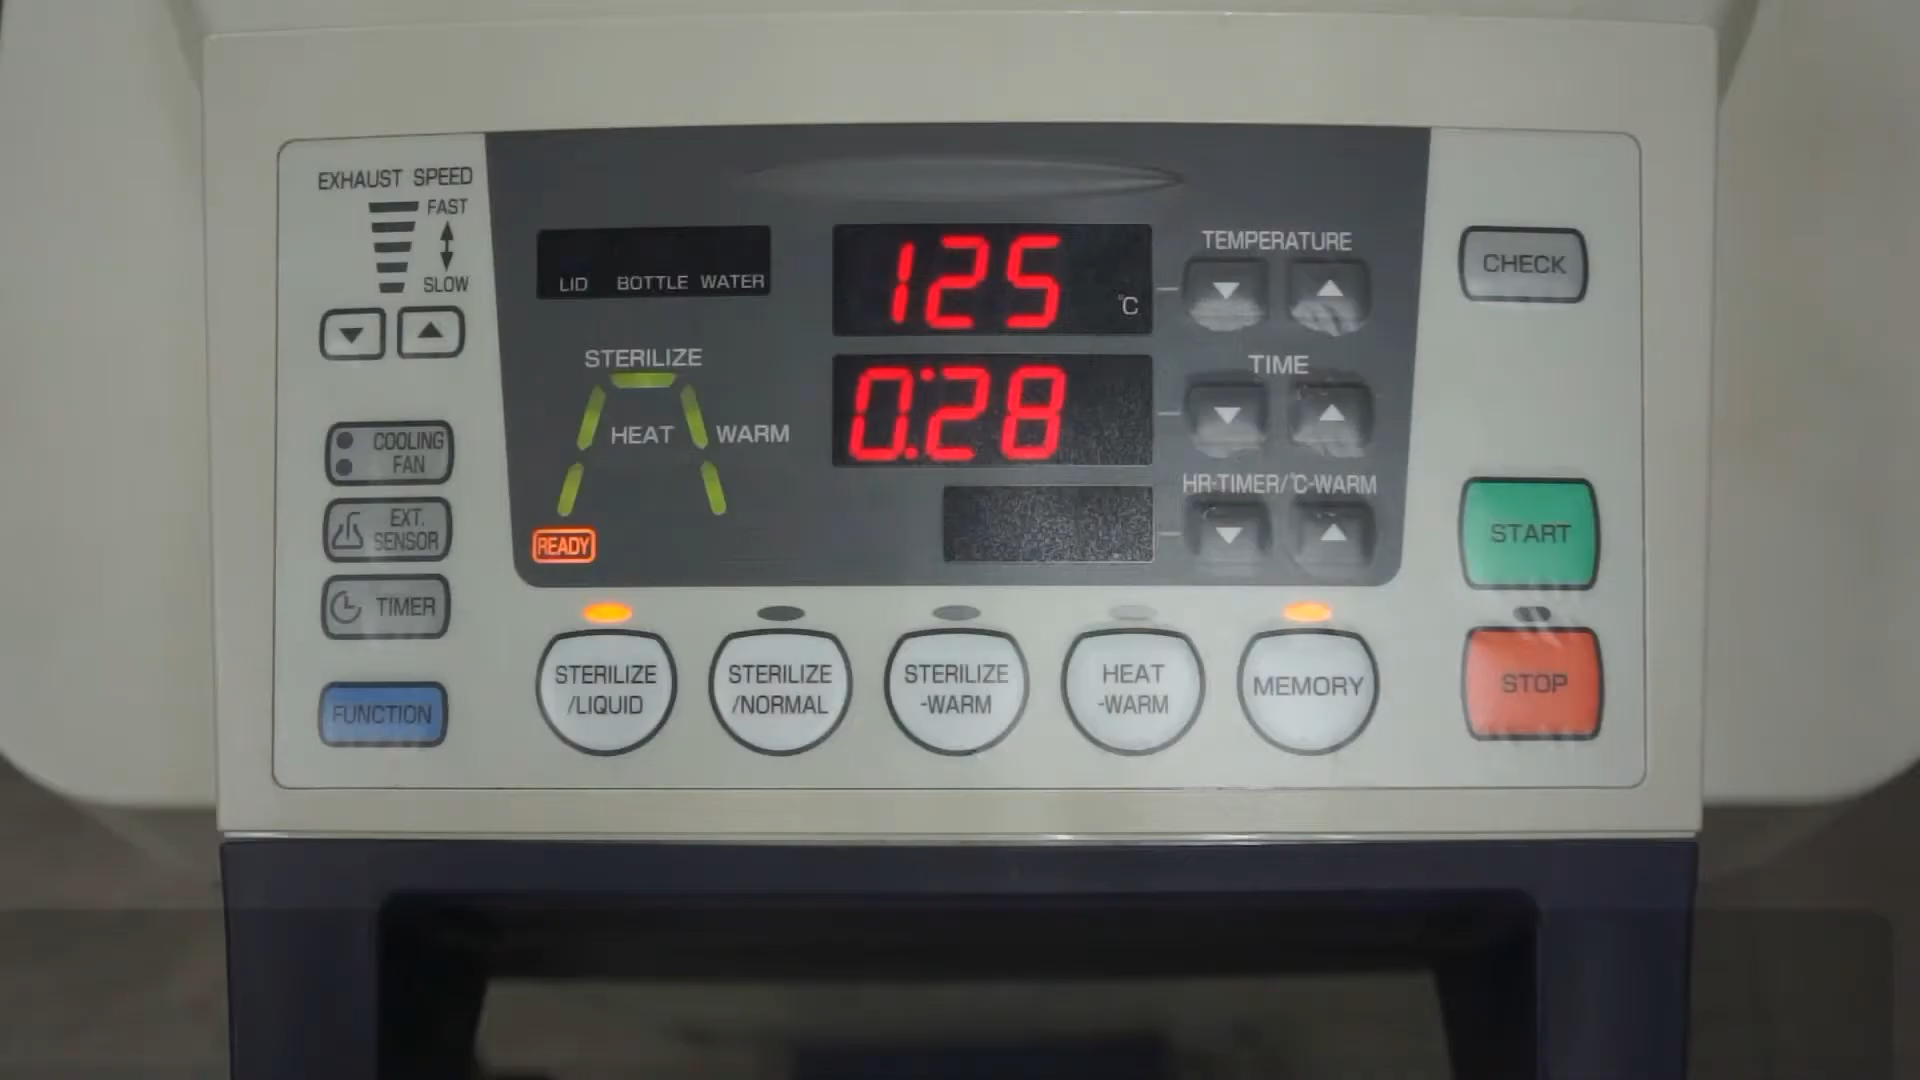 EXHAUST SPEED
FAST
SLOW
COOLING
FAN
EXT.
SENSOR
TIMER
FUNCTION
LID BOTTLE WATER
STERILIZE
HEAT WARM
READY
125 °C
0:28
TEMPERATURE
TIME
HR-TIMER/°C-WARM
STERILIZE
/LIQUID
STERILIZE
/NORMAL
STERILIZE
-WARM
HEAT
-WARM
MEMORY
CHECK
START
STOP